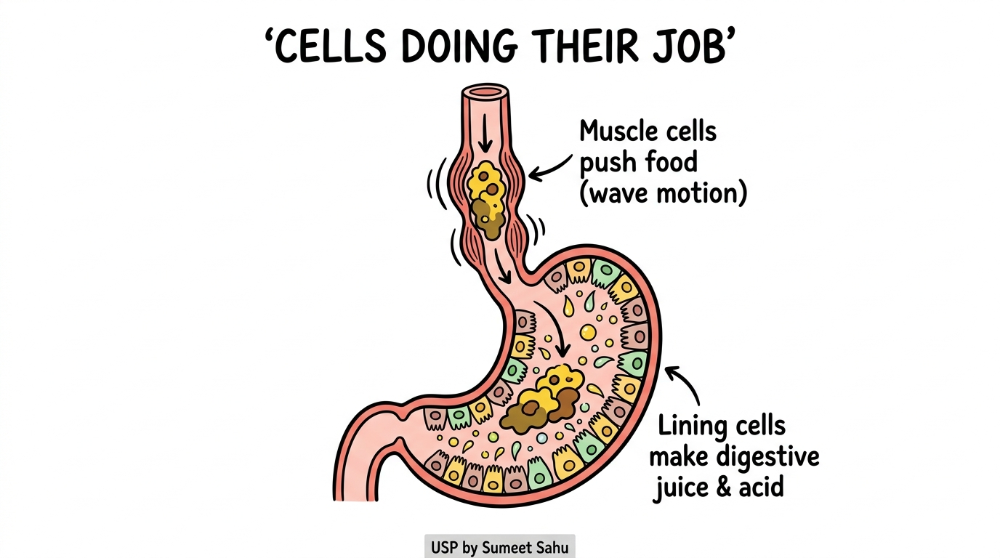 ‘CELLS DOING THEIR JOB’
Muscle cells
push food
(wave motion)
Lining cells
make digestive
juice & acid
USP by Sumeet Sahu